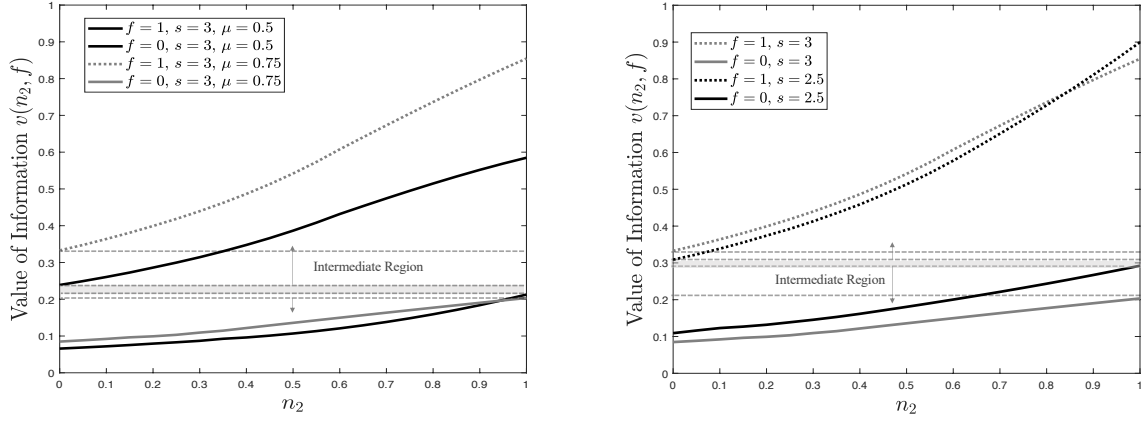 Value of Information v(n₂, f)
1
0.9
0.8
0.7
0.6
0.5
0.4
0.3
0.2
0.1
0
f = 1, s = 3, μ = 0.5
f = 0, s = 3, μ = 0.5
f = 1, s = 3, μ = 0.75
f = 0, s = 3, μ = 0.75
Intermediate Region
0 0.1 0.2 0.3 0.4 0.5 0.6 0.7 0.8 0.9 1
n₂
Value of Information v(n₂, f)
1
0.9
0.8
0.7
0.6
0.5
0.4
0.3
0.2
0.1
0
f = 1, s = 3
f = 0, s = 3
f = 1, s = 2.5
f = 0, s = 2.5
Intermediate Region
0 0.1 0.2 0.3 0.4 0.5 0.6 0.7 0.8 0.9 1
n₂